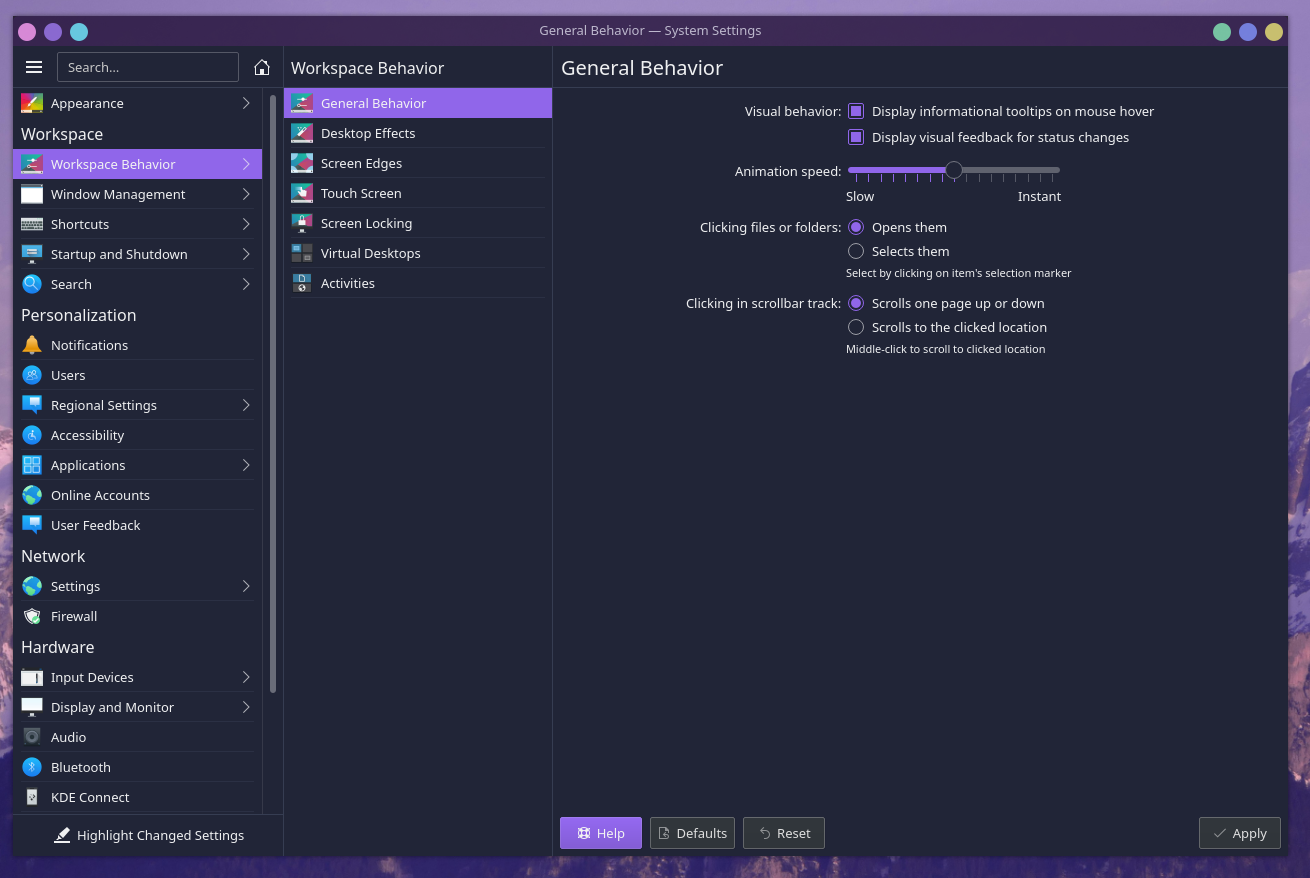 General Behavior — System Settings
Search...
Appearance
Workspace
Workspace Behavior
Window Management
Shortcuts
Startup and Shutdown
Search
Personalization
Notifications
Users
Regional Settings
Accessibility
Applications
Online Accounts
User Feedback
Network
Settings
Firewall
Hardware
Input Devices
Display and Monitor
Audio
Bluetooth
KDE Connect
Highlight Changed Settings
Workspace Behavior
General Behavior
Desktop Effects
Screen Edges
Touch Screen
Screen Locking
Virtual Desktops
Activities
General Behavior
Visual behavior: Display informational tooltips on mouse hover
Display visual feedback for status changes
Animation speed:
Slow Instant
Clicking files or folders: Opens them
Selects them
Select by clicking on item's selection marker
Clicking in scrollbar track: Scrolls one page up or down
Scrolls to the clicked location
Middle-click to scroll to clicked location
Help Defaults Reset Apply